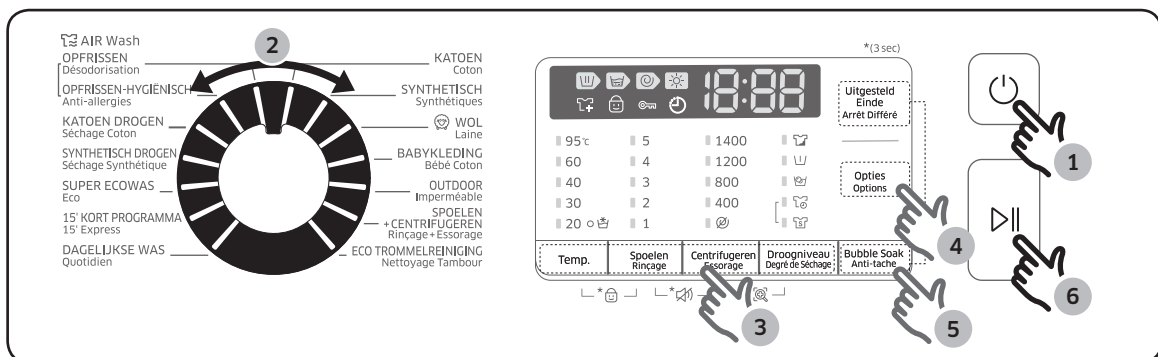 AIR Wash
OPFRISSEN
Désodorisation
OPFRISSEN-HYGIËNISCH
Anti-allergies
KATOEN DROGEN
Séchage Coton
SYNTHETISCH DROGEN
Séchage Synthétique
SUPER ECOWAS
Eco
15' KORT PROGRAMMA
15' Express
DAGELIJKSE WAS
Quotidien
2
KATOEN
Coton
SYNTHETISCH
Synthétiques
WOL
Laine
BABYKLEDING
Bébé Coton
OUTDOOR
Imperméable
SPOELEN
+CENTRIFUGEREN
Rinçage+Essorage
ECO TROMMELREINIGING
Nettoyage Tambour
*(3 sec)
18:88
95℃ 5 1400
60 4 1200
40 3 800
30 2 400
20 1
Temp.
Spoelen
Rinçage
Centrifugeren
Essorage
Droogniveau
Degré de Séchage
Bubble Soak
Anti-tache
Uitgesteld
Einde
Arrêt Différé
Opties
Options
* *
3
4
5
1
6